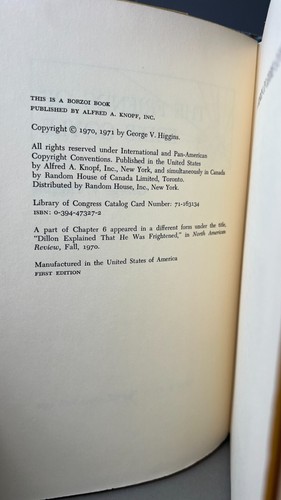 THIS IS A BORZOI BOOK
PUBLISHED BY ALFRED A. KNOPF, INC.
Copyright © 1970, 1971 by George V. Higgins.
All rights reserved under International and Pan-American
Copyright Conventions. Published in the United States
by Alfred A. Knopf, Inc., New York, and simultaneously in Canada
by Random House of Canada Limited, Toronto.
Distributed by Random House, Inc., New York.
Library of Congress Catalog Card Number: 71-163134
ISBN: 0-394-47327-2
A part of Chapter 6 appeared in a different form under the title,
"Dillon Explained That He Was Frightened," in North American
Review, Fall, 1970.
Manufactured in the United States of America
FIRST EDITION